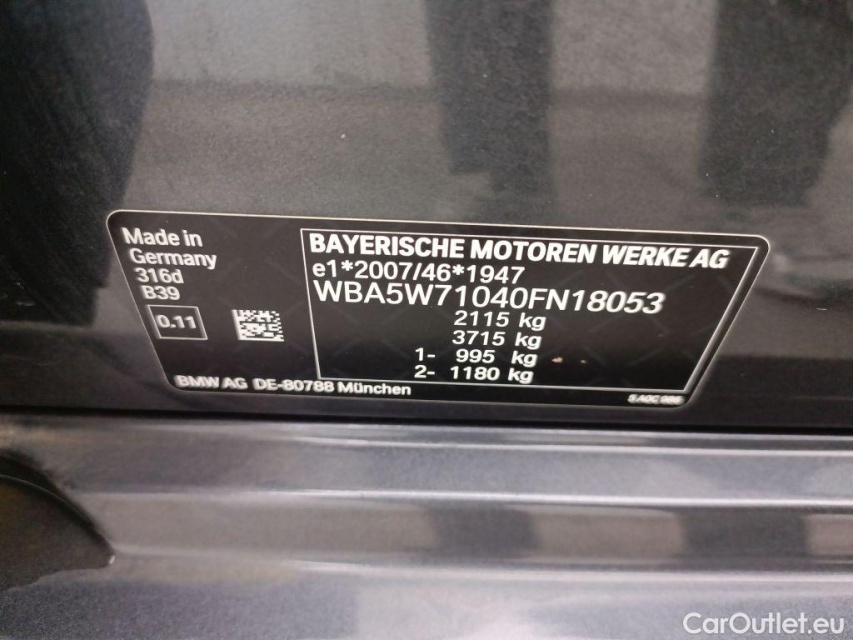 Made in
Germany
316d
B39
0.11
BAYERISCHE MOTOREN WERKE AG
e1*2007/46*1947
WBA5W71040FN18053
2115 kg
3715 kg
1- 995 kg
2- 1180 kg
BMW AG DE-80788 München
CarOutlet.eu